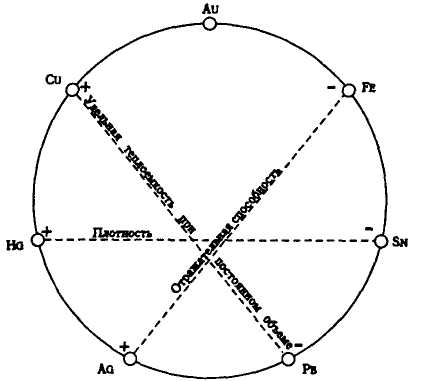 Au
Cu
+
-
Fe
Удельная теплоемкость при постоянном объеме
Отражательная способность
Hg
+
Плотность
-
Sn
+
Ag
-
Pb